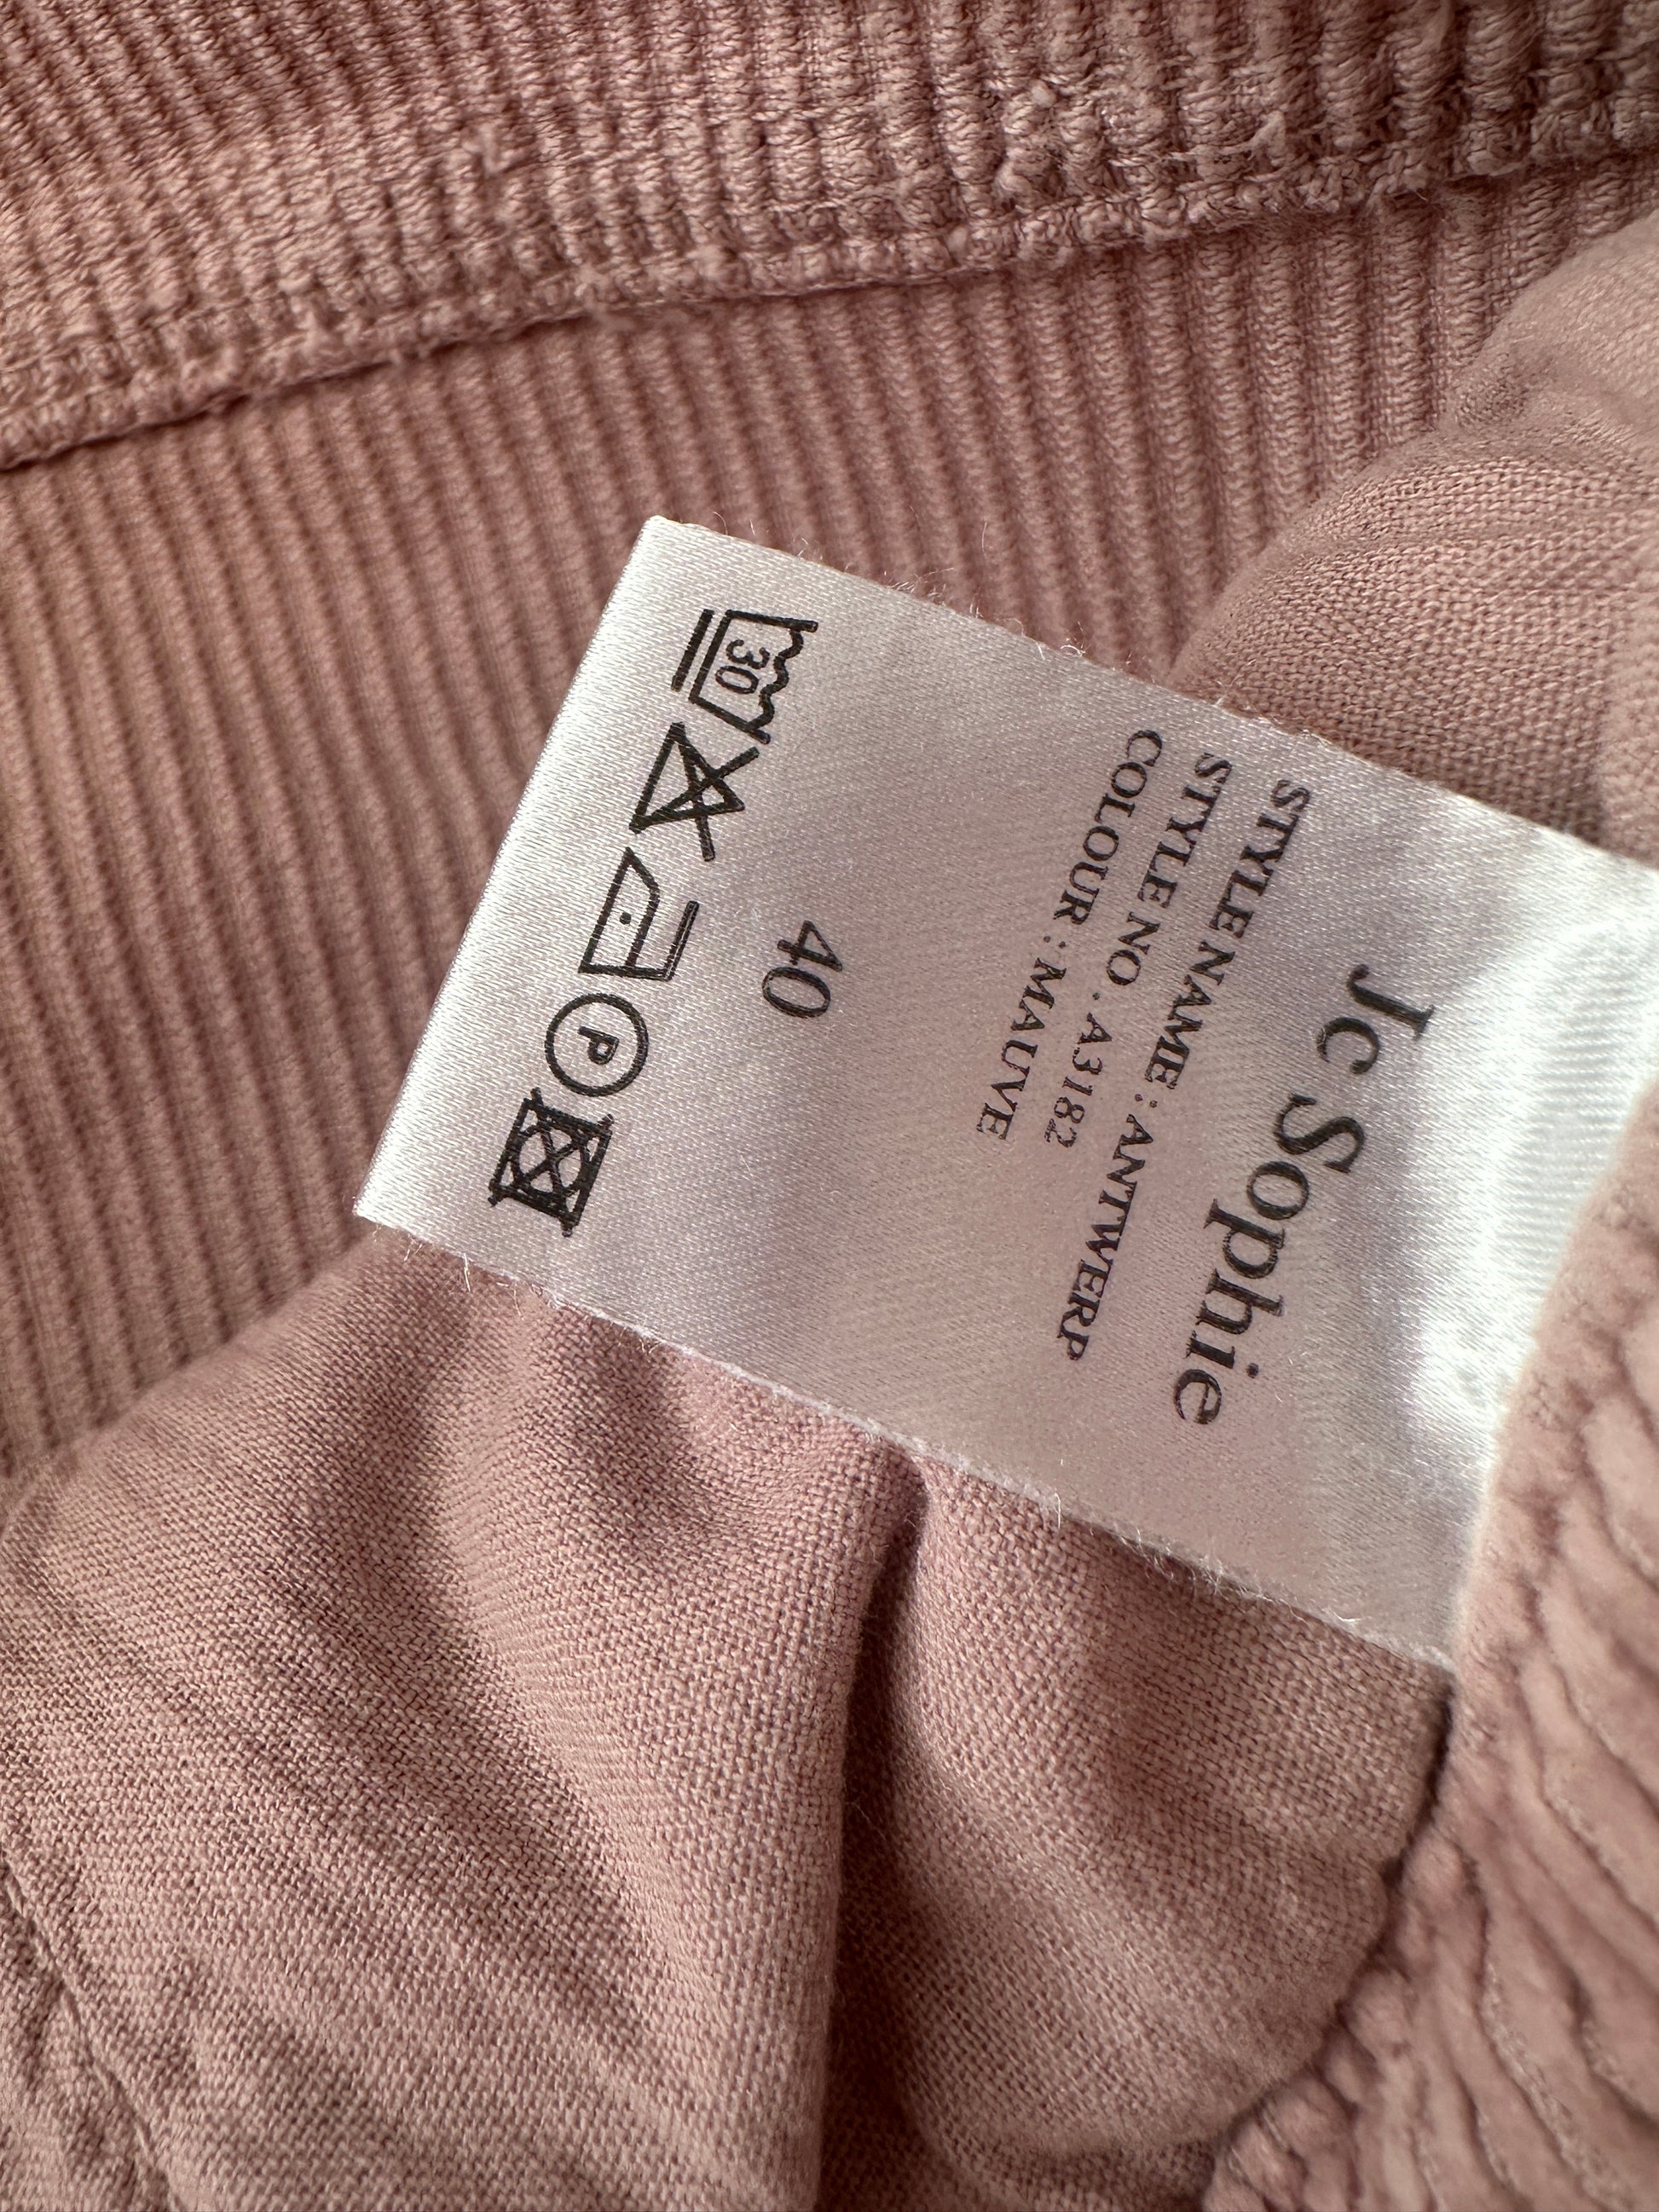 Jc Sophie
STYLE NAME : ANTWERP
STYLE NO . A3182
COLOUR : MAUVE
40
30 P